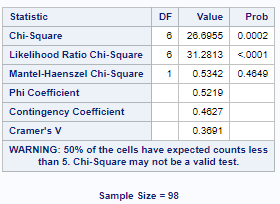 Statistic DF Value Prob
Chi-Square 6 26.6955 0.0002
Likelihood Ratio Chi-Square 6 31.2813 <.0001
Mantel-Haenszel Chi-Square 1 0.5342 0.4649
Phi Coefficient 0.5219
Contingency Coefficient 0.4627
Cramer's V 0.3691
WARNING: 50% of the cells have expected counts less
than 5. Chi-Square may not be a valid test.
Sample Size = 98